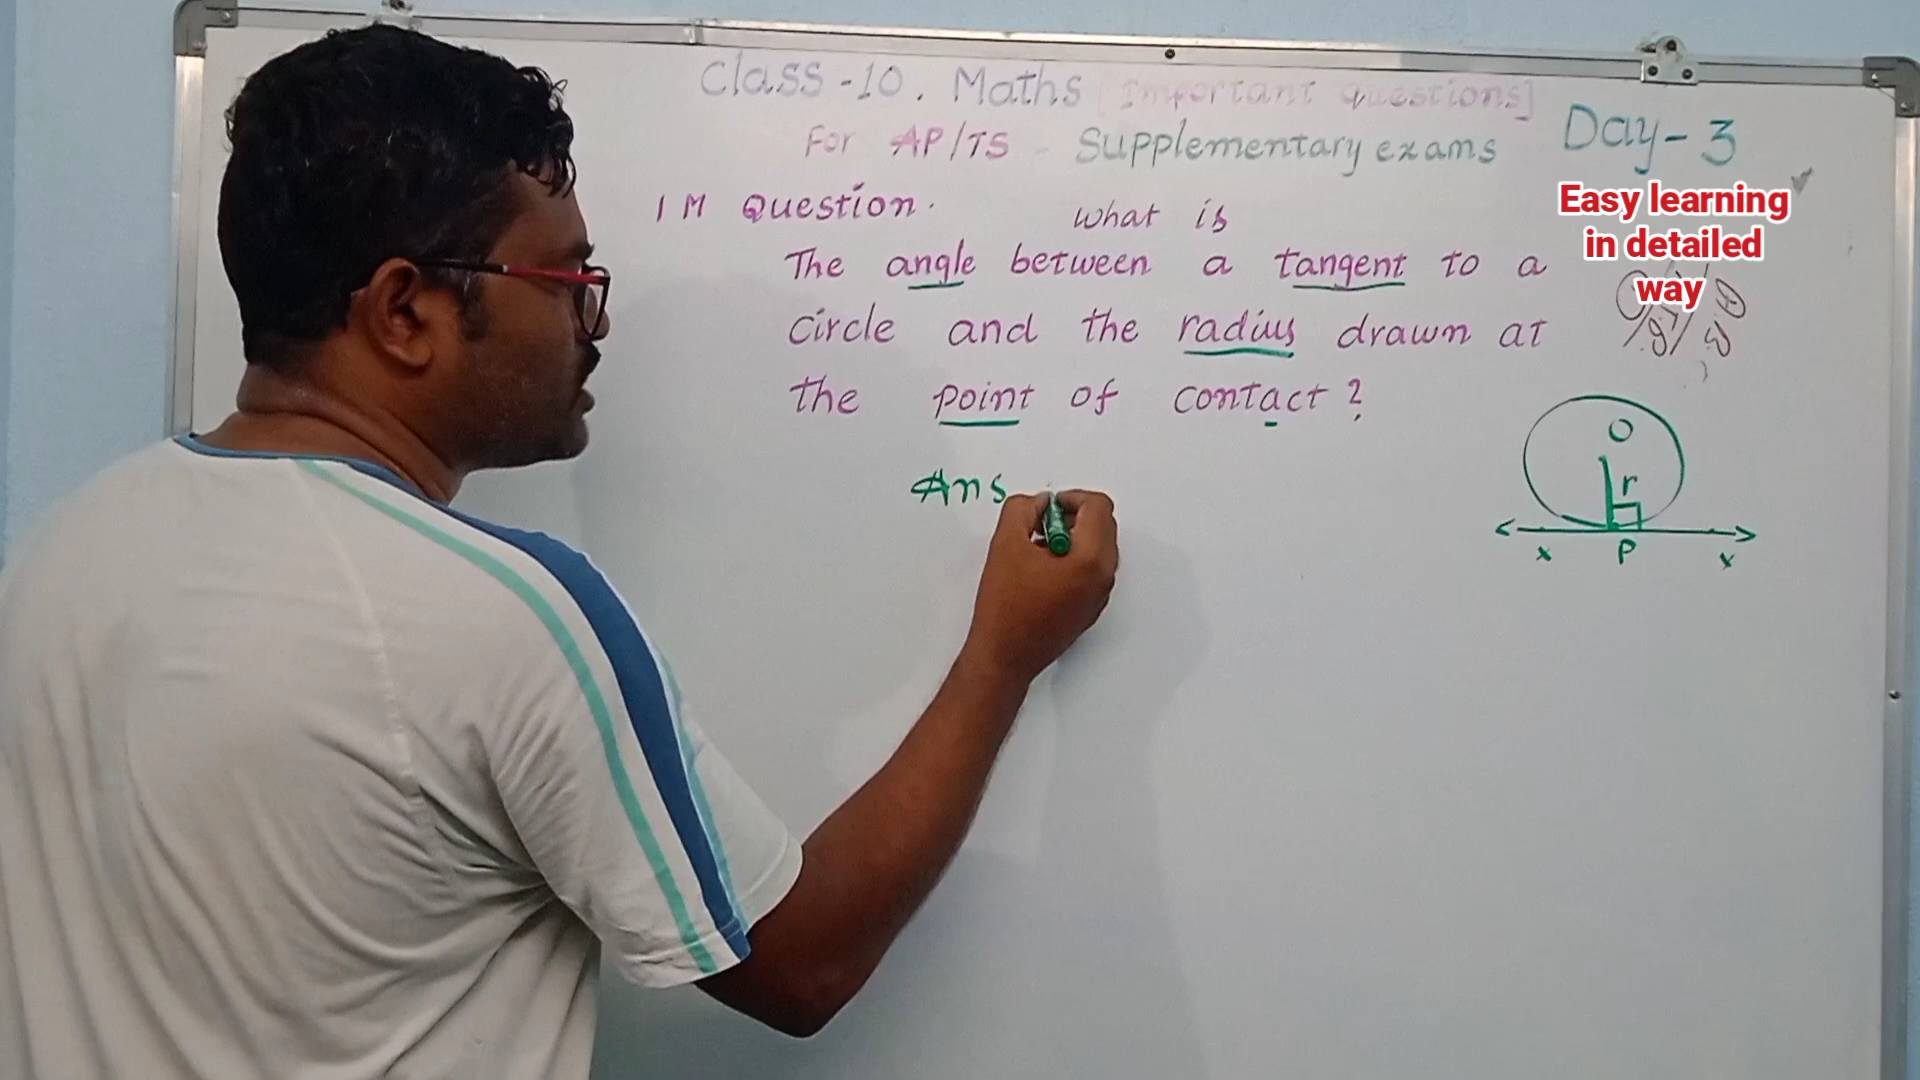 Class-10. Maths [Important questions]
For AP/TS - Supplementary exams
Day-3
Easy learning
in detailed
way
1 M Question.
what is
The angle between a tangent to a
circle and the radius drawn at
the point of contact?
Ans
O
r
x P x